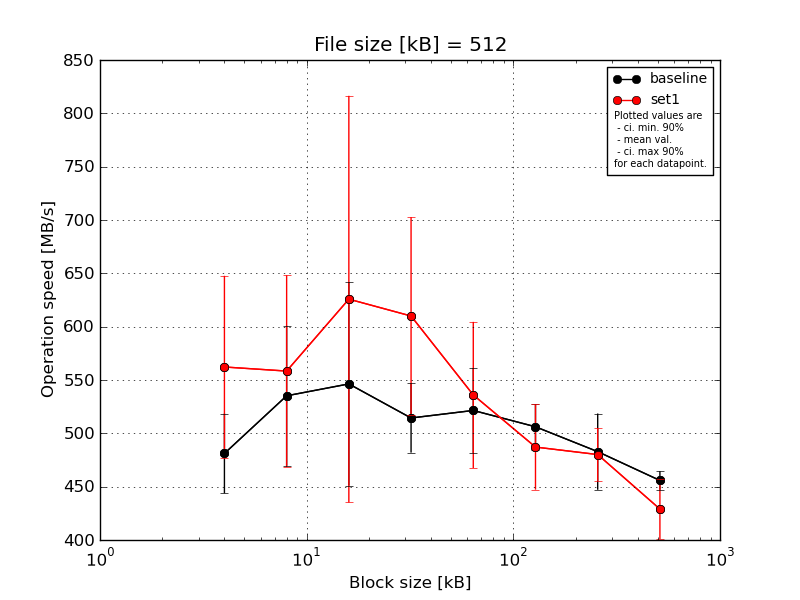 File size [kB] = 512
850
800
750
700
650
600
550
500
450
400
Operation speed [MB/s]
baseline
set1
Plotted values are
- ci. min. 90%
- mean val.
- ci. max 90%
for each datapoint.
10^0
10^1
10^2
10^3
Block size [kB]